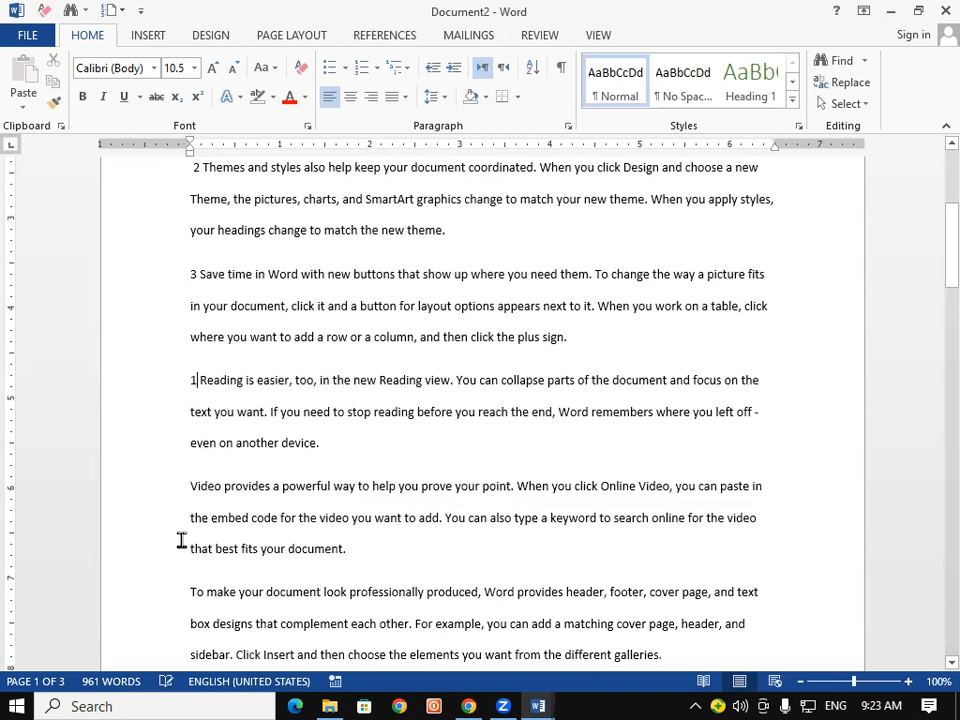 Document2 - Word
?
FILE
HOME
INSERT
DESIGN
PAGE LAYOUT
REFERENCES
MAILINGS
REVIEW
VIEW
Sign in
Paste
Calibri (Body)
10.5
AaBbCcDd
AaBbCcDd
AaBbC
¶ Normal
¶ No Spac...
Heading 1
Find
Replace
Select
Clipboard
Font
Paragraph
Styles
Editing
2 Themes and styles also help keep your document coordinated. When you click Design and choose a new
Theme, the pictures, charts, and SmartArt graphics change to match your new theme. When you apply styles,
your headings change to match the new theme.
3 Save time in Word with new buttons that show up where you need them. To change the way a picture fits
in your document, click it and a button for layout options appears next to it. When you work on a table, click
where you want to add a row or a column, and then click the plus sign.
1 Reading is easier, too, in the new Reading view. You can collapse parts of the document and focus on the
text you want. If you need to stop reading before you reach the end, Word remembers where you left off -
even on another device.
Video provides a powerful way to help you prove your point. When you click Online Video, you can paste in
the embed code for the video you want to add. You can also type a keyword to search online for the video
that best fits your document.
To make your document look professionally produced, Word provides header, footer, cover page, and text
box designs that complement each other. For example, you can add a matching cover page, header, and
sidebar. Click Insert and then choose the elements you want from the different galleries.
PAGE 1 OF 3
961 WORDS
ENGLISH (UNITED STATES)
100%
Search
ENG
9:23 AM